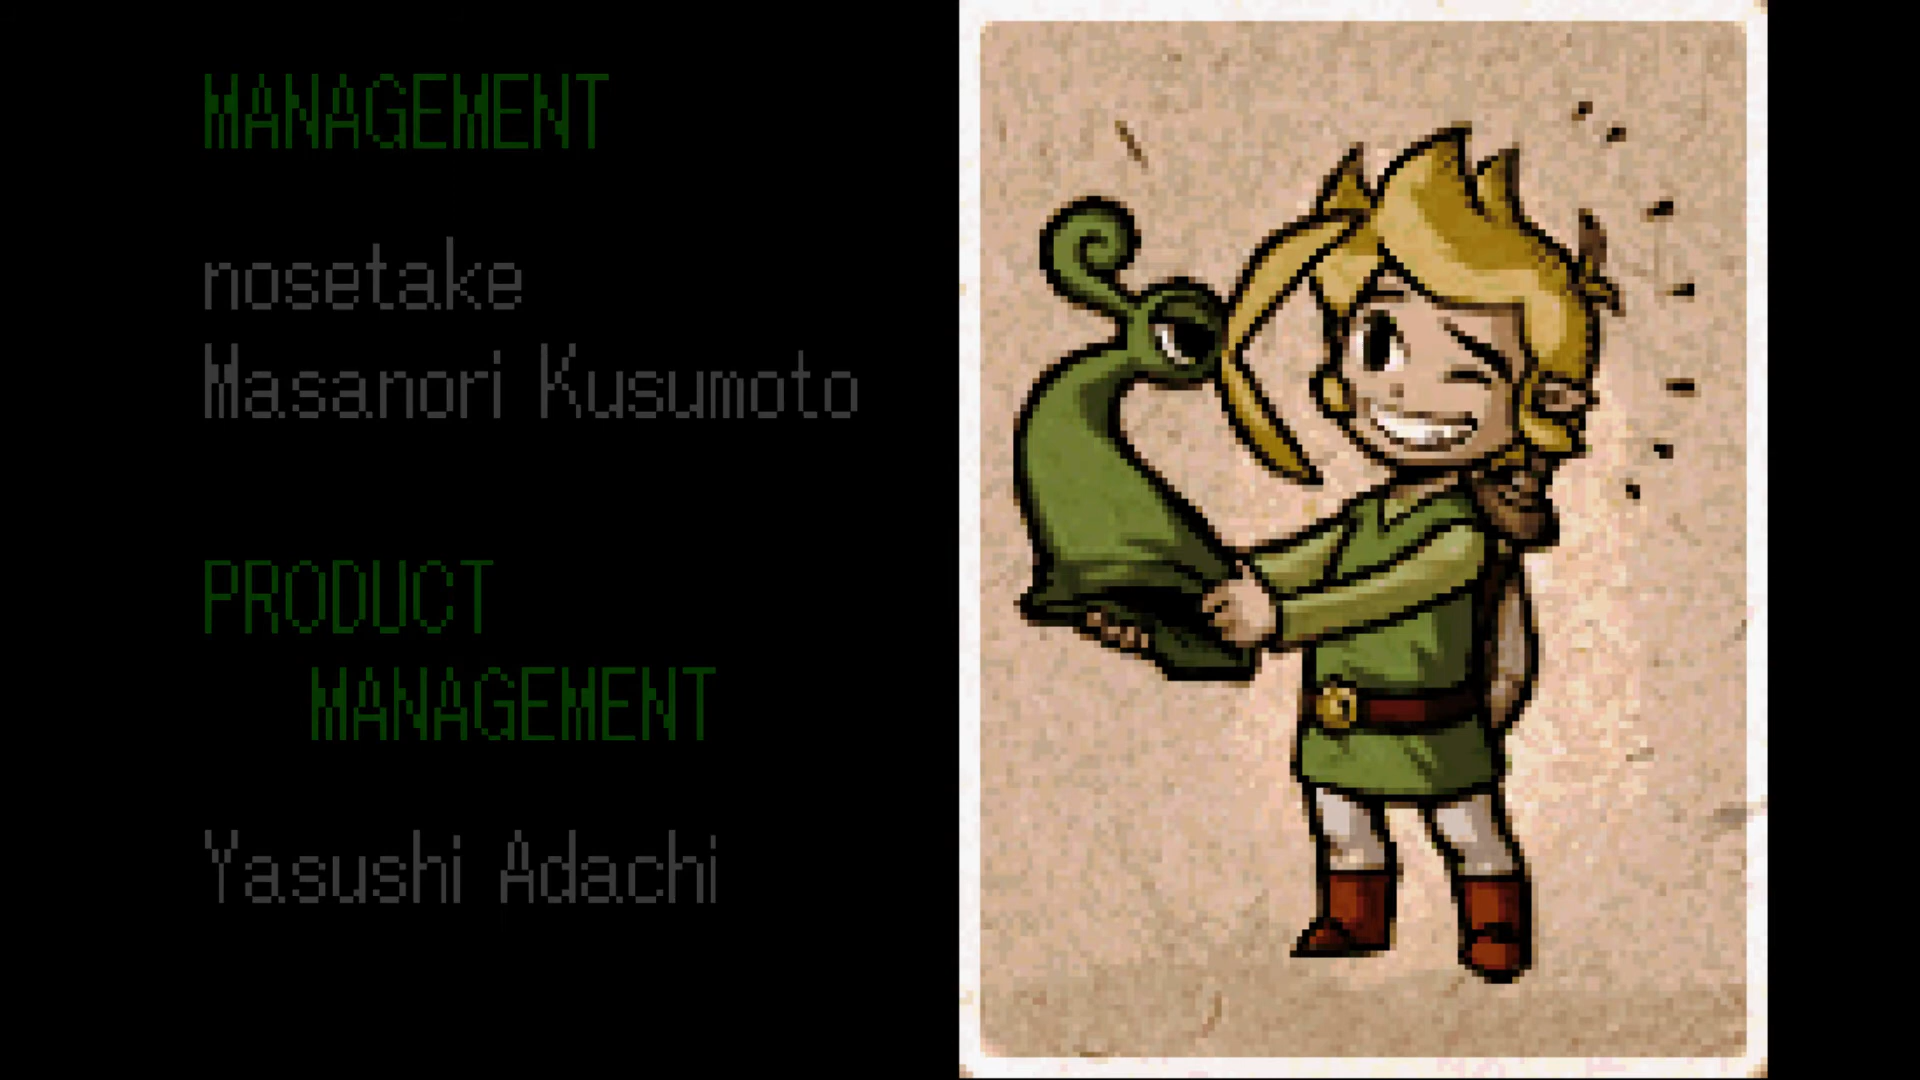 MANAGEMENT
nosetake
Masanori Kusumoto
PRODUCT
MANAGEMENT
Yasushi Adachi